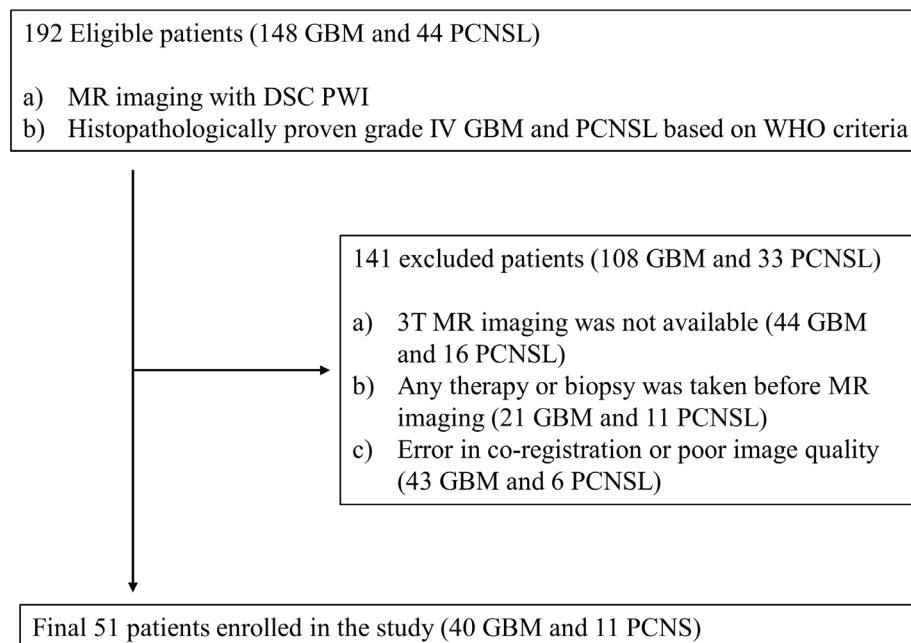 192 Eligible patients (148 GBM and 44 PCNSL)
a) MR imaging with DSC PWI
b) Histopathologically proven grade IV GBM and PCNSL based on WHO criteria
141 excluded patients (108 GBM and 33 PCNSL)
a) 3T MR imaging was not available (44 GBM
and 16 PCNSL)
b) Any therapy or biopsy was taken before MR
imaging (21 GBM and 11 PCNSL)
c) Error in co-registration or poor image quality
(43 GBM and 6 PCNSL)
Final 51 patients enrolled in the study (40 GBM and 11 PCNS)